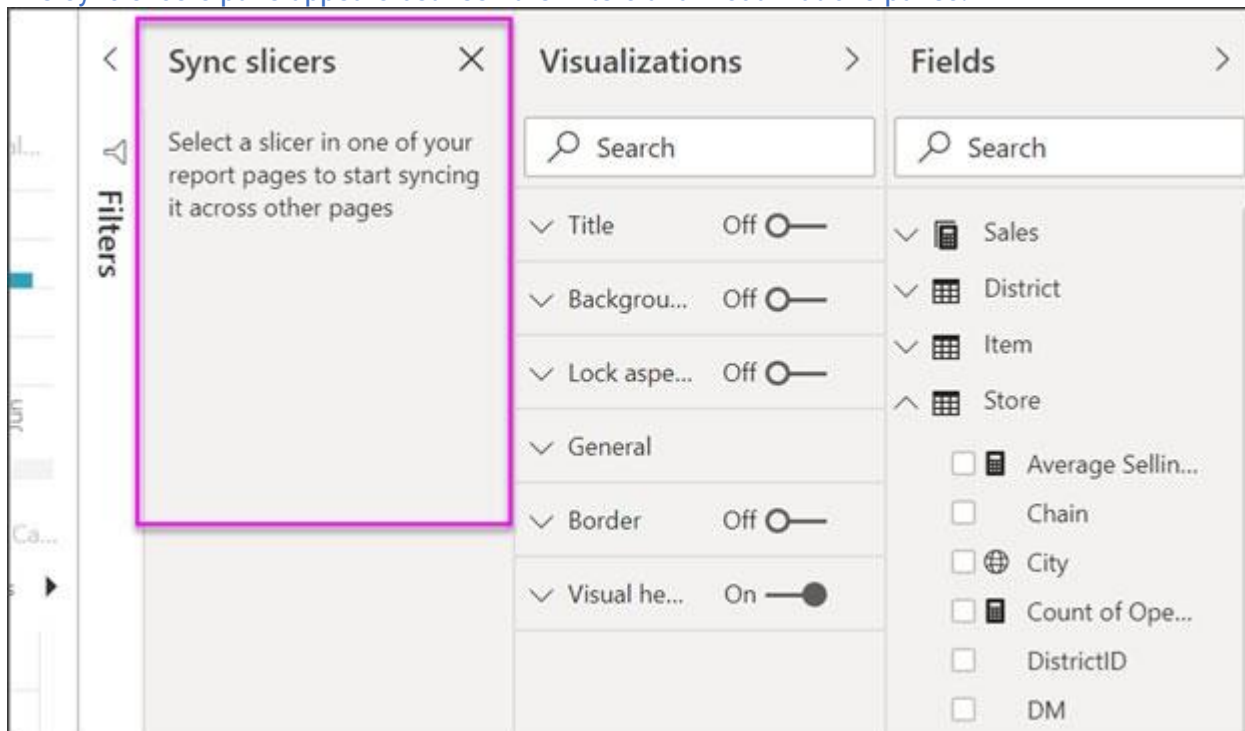 Sync slicers
Visualizations
Fields
Select a slicer in one of your
report pages to start syncing
it across other pages
Filters
Search
Search
Title Off
Backgrou... Off
Lock aspe... Off
General
Border Off
Visual he... On
Sales
District
Item
Store
Average Sellin...
Chain
City
Count of Ope...
DistrictID
DM
Jun
Ca...